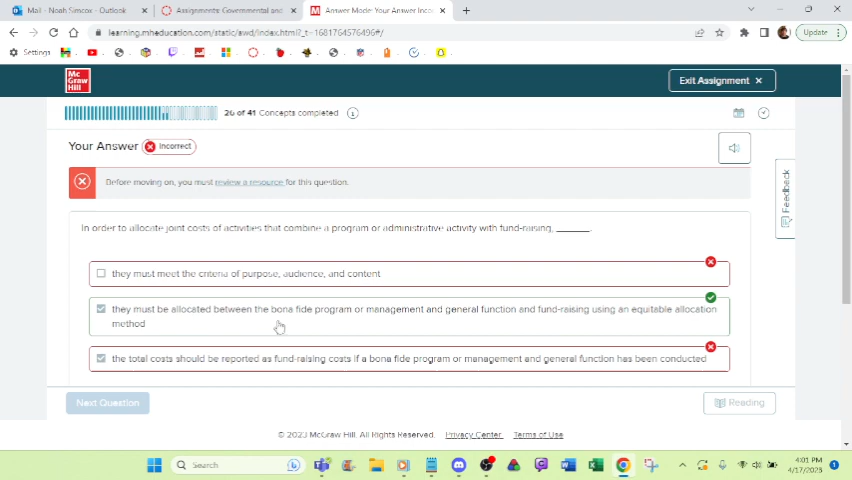 Mail - Noah Simcox - Outlook
Assignments: Governmental and
Answer Mode: Your Answer Inco
learning.mheducation.com/static/awd/index.html?_t=1681764576496#/
Update
Settings
Mc
Graw
Hill
Exit Assignment
26 of 41 Concepts completed
Your Answer
Incorrect
Before moving on, you must review a resource for this question.
Feedback
In order to allocate joint costs of activities that combine a program or administrative activity with fund-raising, ______.
they must meet the criteria of purpose, audience, and content
they must be allocated between the bona fide program or management and general function and fund-raising using an equitable allocation
method
the total costs should be reported as fund-raising costs if a bona fide program or management and general function has been conducted
Next Question
Reading
© 2023 McGraw Hill. All Rights Reserved.
Privacy Center
Terms of Use
Search
4:01 PM
4/17/2023